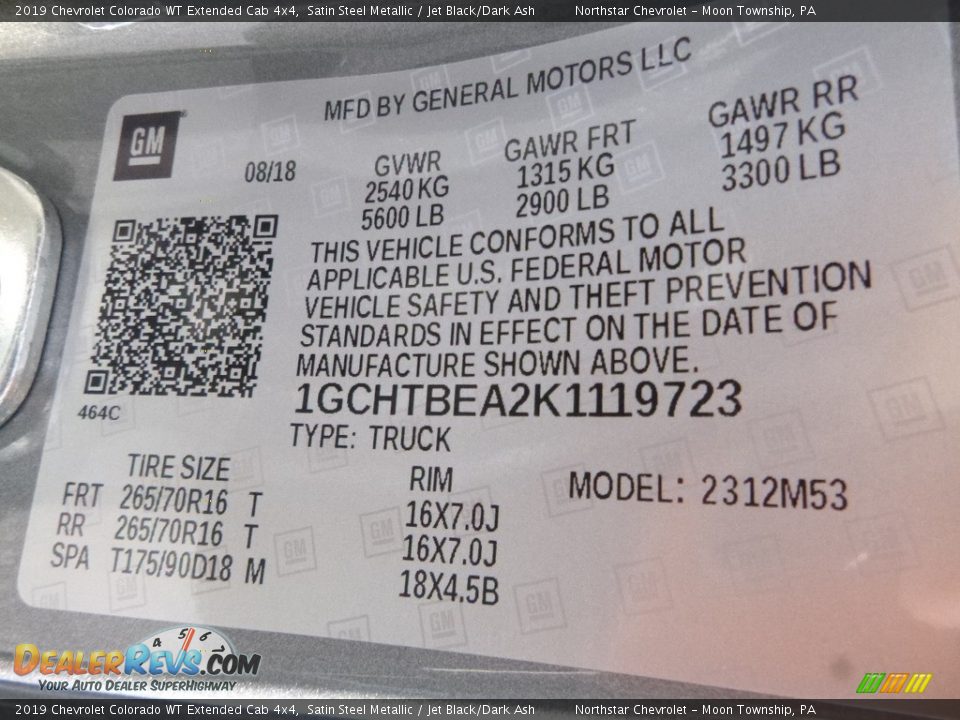 2019 Chevrolet Colorado WT Extended Cab 4x4, Satin Steel Metallic / Jet Black/Dark Ash Northstar Chevrolet - Moon Township, PA
MFD BY GENERAL MOTORS LLC
GM
08/18 GVWR GAWR FRT GAWR RR
2540 KG 1315 KG 1497 KG
5600 LB 2900 LB 3300 LB
THIS VEHICLE CONFORMS TO ALL
APPLICABLE U.S. FEDERAL MOTOR
VEHICLE SAFETY AND THEFT PREVENTION
STANDARDS IN EFFECT ON THE DATE OF
MANUFACTURE SHOWN ABOVE.
1GCHTBEA2K1119723
464C
TYPE: TRUCK
TIRE SIZE RIM MODEL: 2312M53
FRT 265/70R16 T 16X7.0J
RR 265/70R16 T 16X7.0J
SPA T175/90D18 M 18X4.5B
4 5 6
DEALERREVS.COM
YOUR AUTO DEALER SUPERHIGHWAY
2019 Chevrolet Colorado WT Extended Cab 4x4, Satin Steel Metallic / Jet Black/Dark Ash Northstar Chevrolet - Moon Township, PA